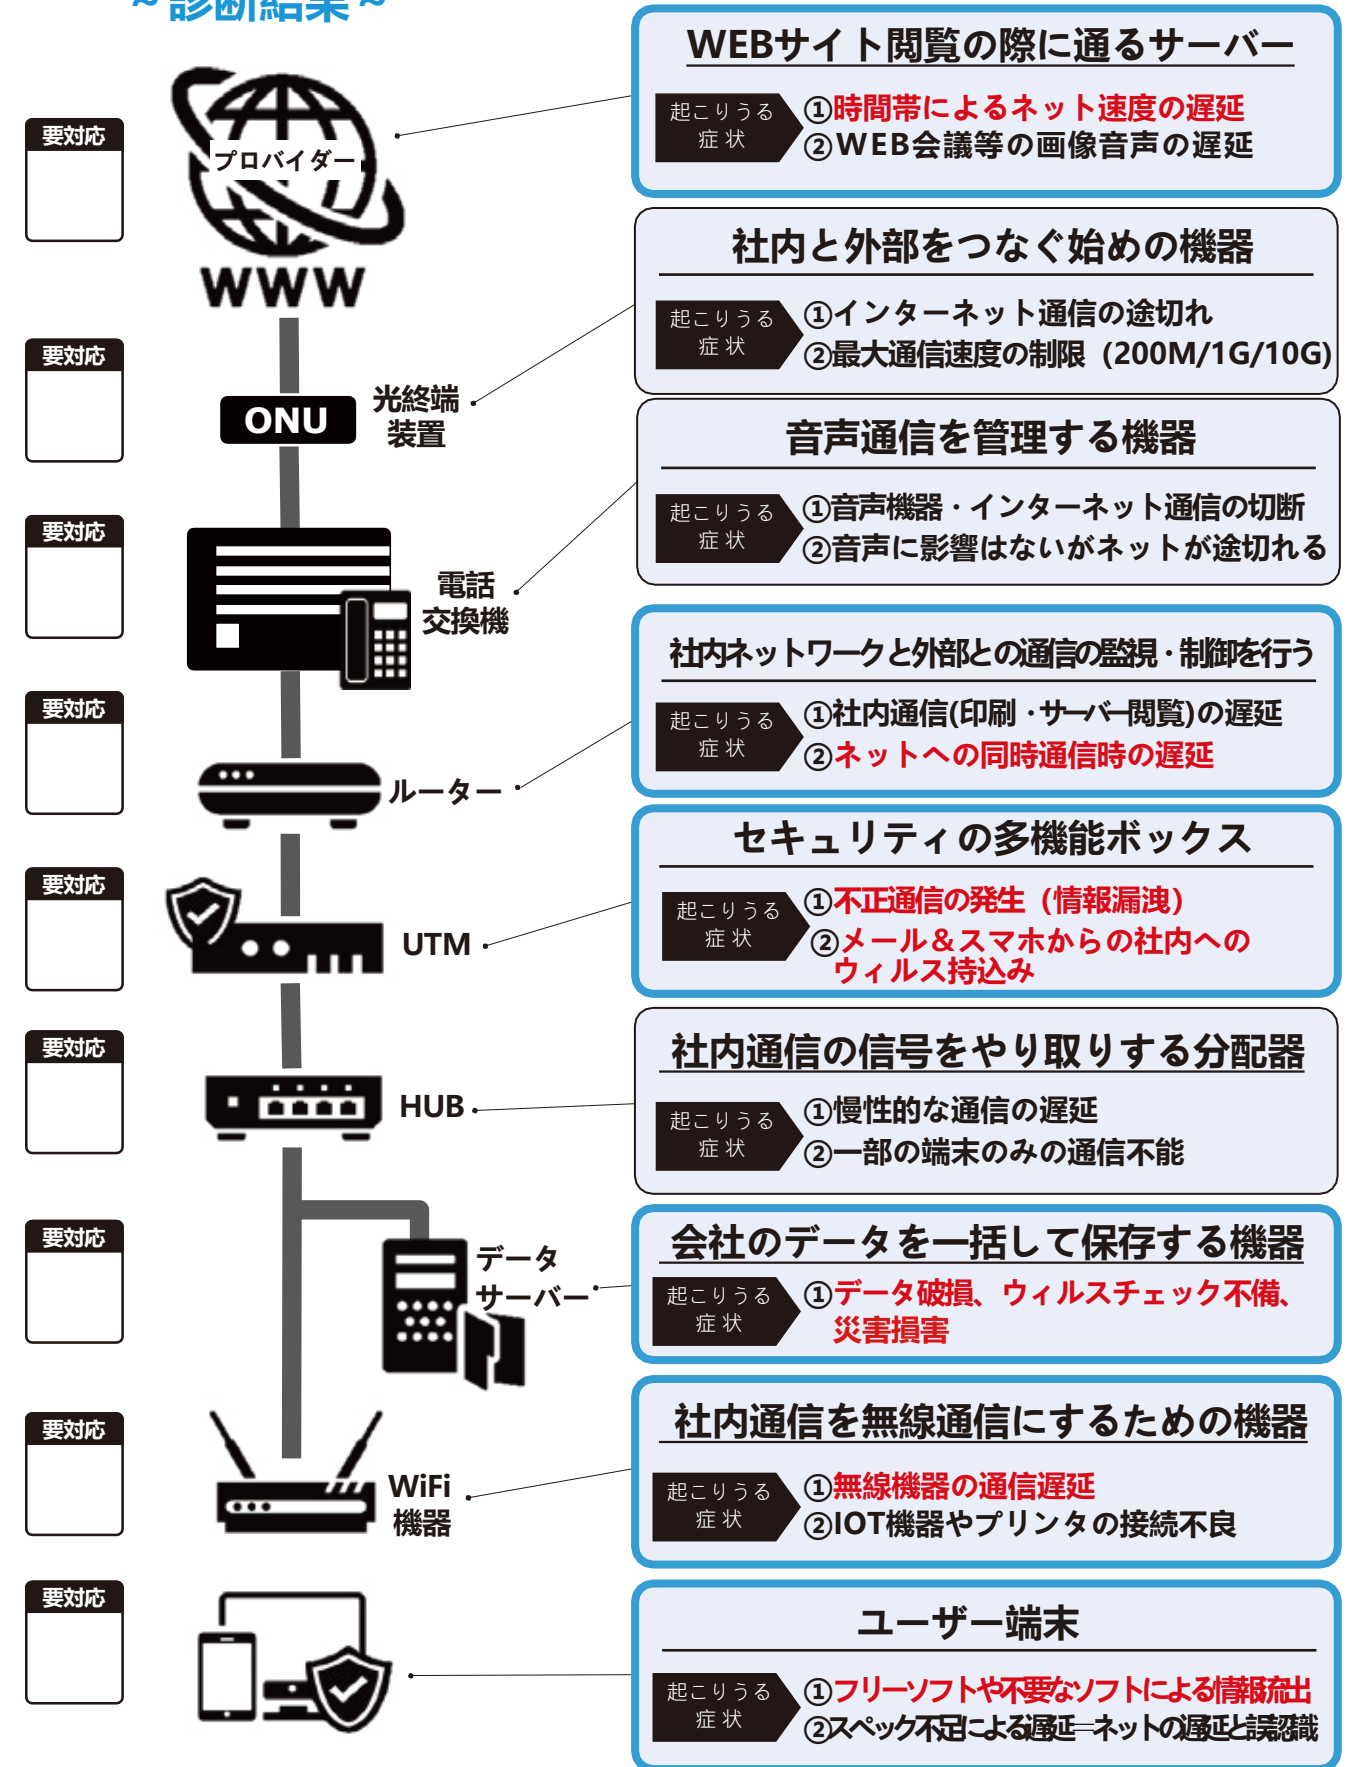 ～診断結果～
要対応
プロバイダー
WWW
WEBサイト閲覧の際に通るサーバー
起こりうる
症状
①時間帯によるネット速度の遅延
②WEB会議等の画像音声の遅延
要対応
ONU
光終端
装置
社内と外部をつなぐ始めの機器
起こりうる
症状
①インターネット通信の途切れ
②最大通信速度の制限（200M/1G/10G)
要対応
電話
交換機
音声通信を管理する機器
起こりうる
症状
①音声機器・インターネット通信の切断
②音声に影響はないがネットが途切れる
要対応
ルーター
社内ネットワークと外部との通信の監視・制御を行う
起こりうる
症状
①社内通信(印刷・サーバー閲覧)の遅延
②ネットへの同時通信時の遅延
要対応
UTM
セキュリティの多機能ボックス
起こりうる
症状
①不正通信の発生（情報漏洩）
②メール＆スマホからの社内への
ウィルス持込み
要対応
HUB
社内通信の信号をやり取りする分配器
起こりうる
症状
①慢性的な通信の遅延
②一部の端末のみの通信不能
要対応
データ
サーバー
会社のデータを一括して保存する機器
起こりうる
症状
①データ破損、ウィルスチェック不備、
災害損害
要対応
WiFi
機器
社内通信を無線通信にするための機器
起こりうる
症状
①無線機器の通信遅延
②IOT機器やプリンタの接続不良
要対応
ユーザー端末
起こりうる
症状
①フリーソフトや不要なソフトによる情報流出
②スペック不足による遅延＝ネットの遅延と誤認識